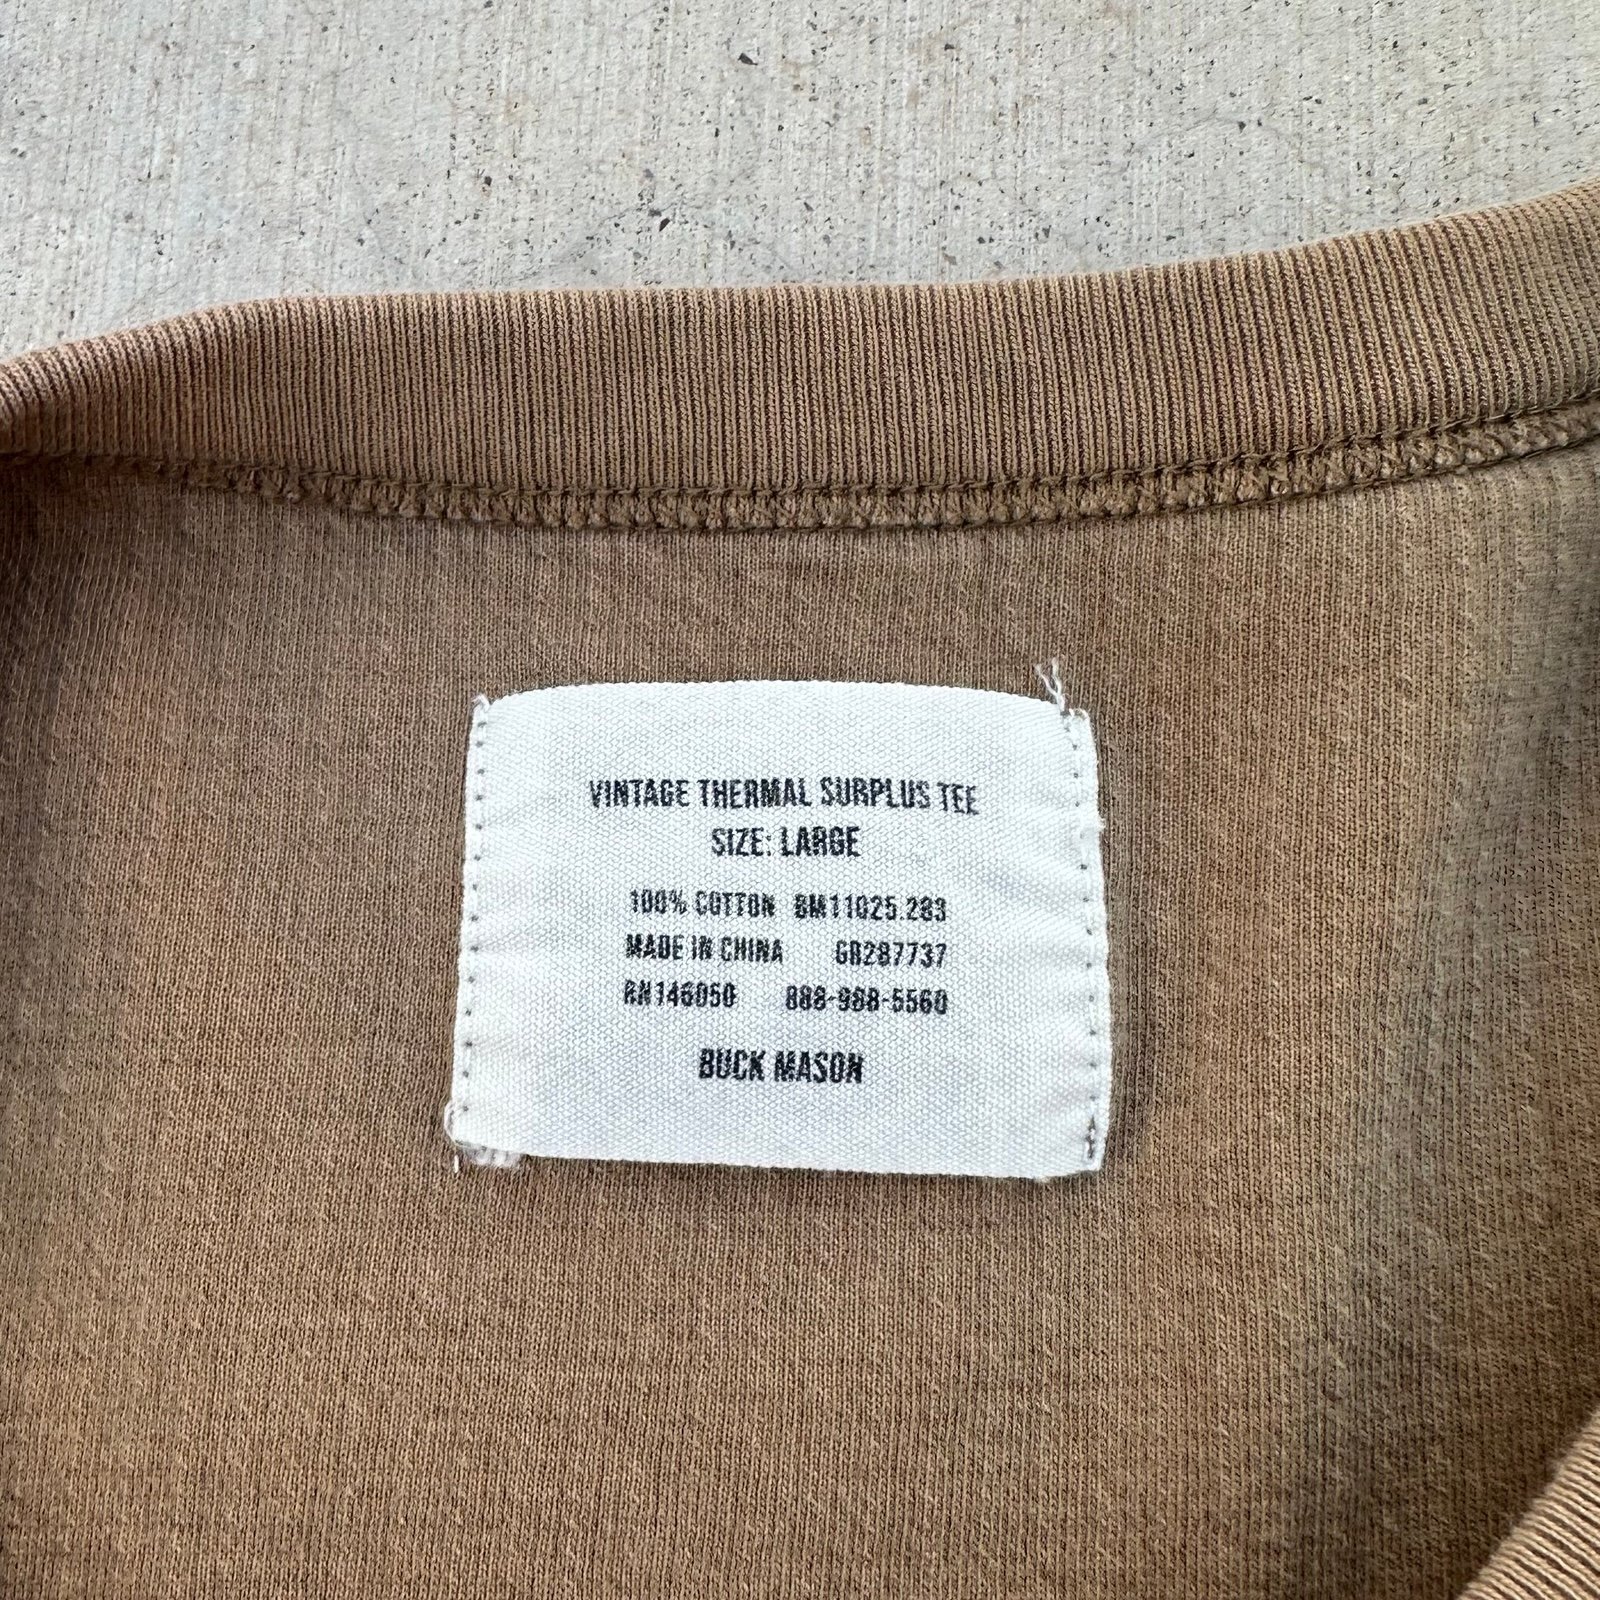 VINTAGE THERMAL SURPLUS TEE
SIZE: LARGE
100% COTTON BM11025.283
MADE IN CHINA GR287737
RN146050 888-988-5560
BUCK MASON